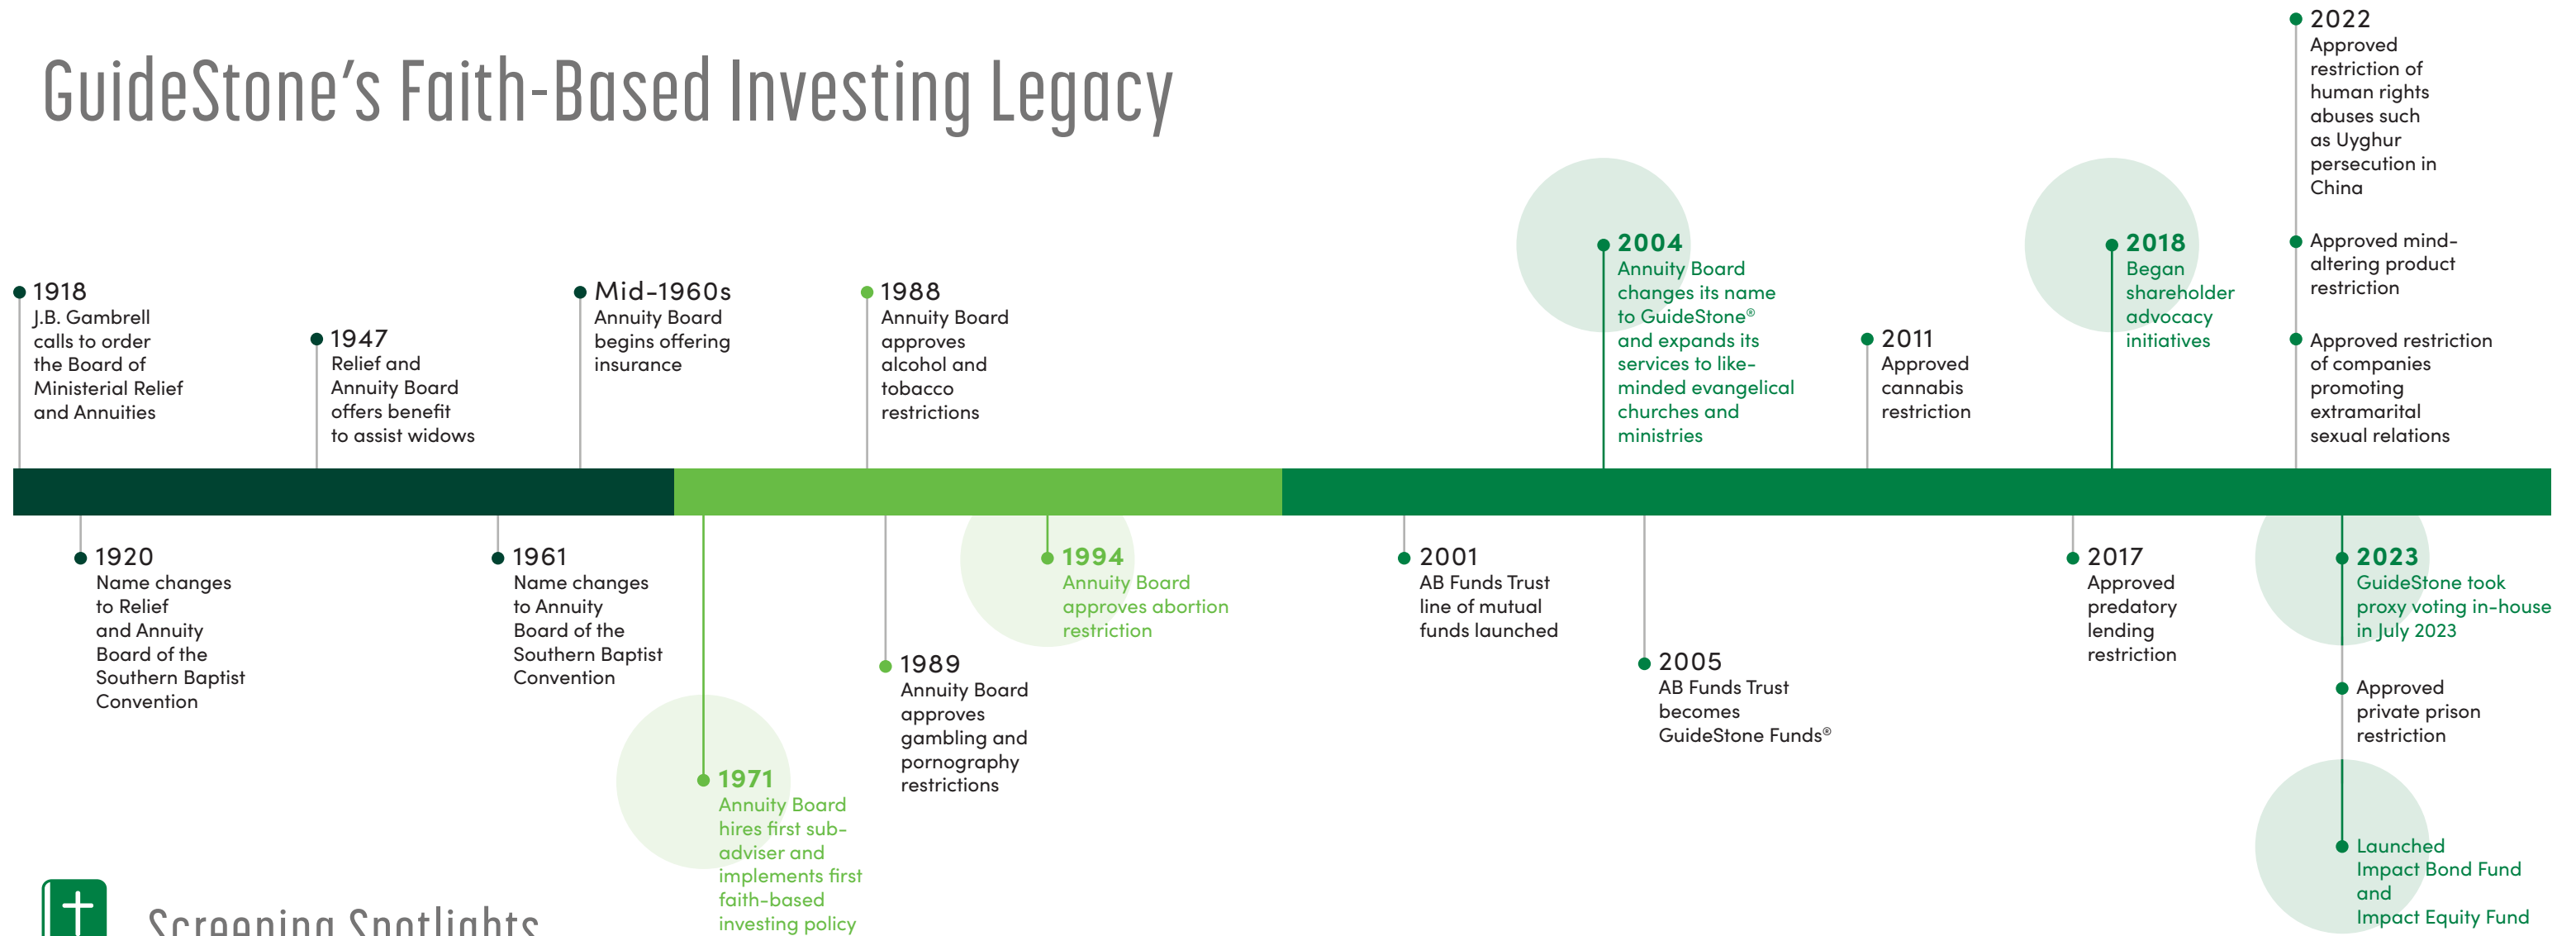 GuideStone's Faith-Based Investing Legacy
1918
J.B. Gambrell
calls to order
the Board of
Ministerial Relief
and Annuities
1920
Name changes
to Relief
and Annuity
Board of the
Southern Baptist
Convention
1947
Relief and
Annuity Board
offers benefit
to assist widows
1961
Name changes
to Annuity
Board of the
Southern Baptist
Convention
Mid-1960s
Annuity Board
begins offering
insurance
1971
Annuity Board
hires first sub-
adviser and
implements first
faith-based
investing policy
1988
Annuity Board
approves
alcohol and
tobacco
restrictions
1989
Annuity Board
approves
gambling and
pornography
restrictions
1994
Annuity Board
approves abortion
restriction
2001
AB Funds Trust
line of mutual
funds launched
2004
Annuity Board
changes its name
to GuideStone®
and expands its
services to like-
minded evangelical
churches and
ministries
2005
AB Funds Trust
becomes
GuideStone Funds®
2011
Approved
cannabis
restriction
2017
Approved
predatory
lending
restriction
2018
Began
shareholder
advocacy
initiatives
2022
Approved
restriction of
human rights
abuses such
as Uyghur
persecution in
China
Approved mind-
altering product
restriction
Approved restriction
of companies
promoting
extramarital
sexual relations
2023
GuideStone took
proxy voting in-house
in July 2023
Approved
private prison
restriction
Launched
Impact Bond Fund
and
Impact Equity Fund
Screening Spotlights